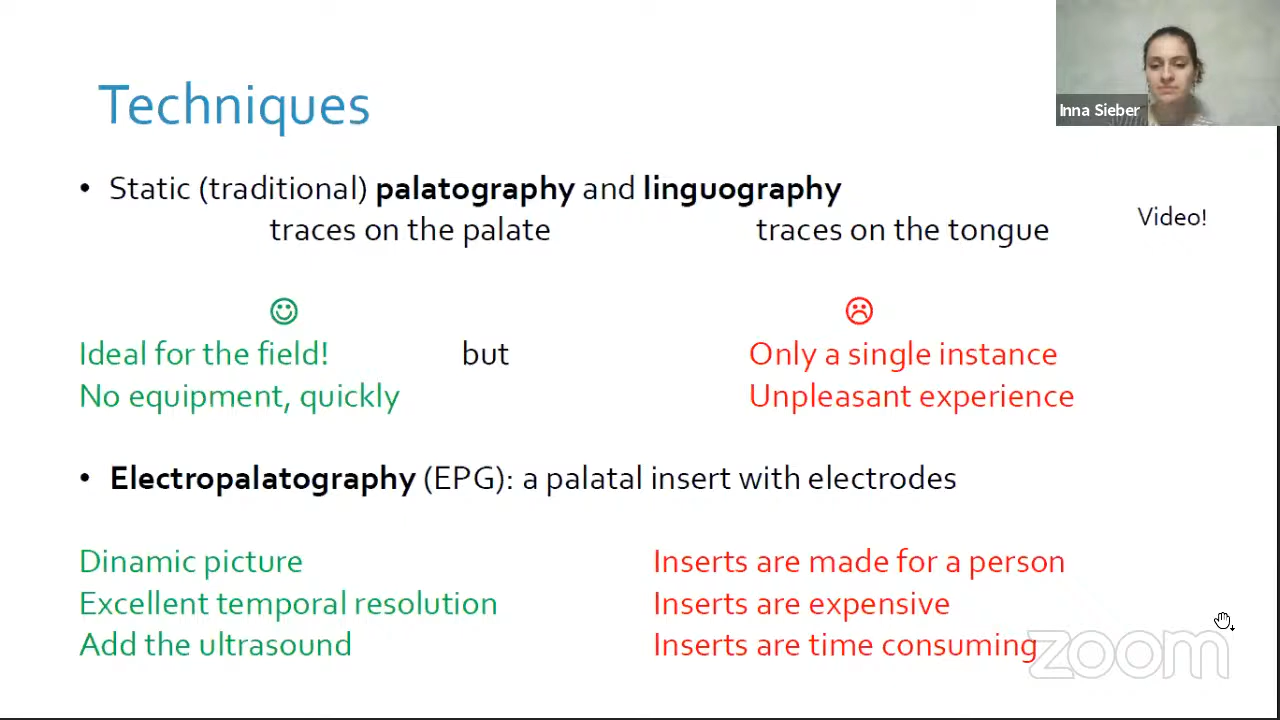 Techniques
Inna Sieber
• Static (traditional) palatography and linguography
traces on the palate traces on the tongue
Video!
☺ ☹
Ideal for the field! but Only a single instance
No equipment, quickly Unpleasant experience
• Electropalatography (EPG): a palatal insert with electrodes
Dinamic picture Inserts are made for a person
Excellent temporal resolution Inserts are expensive
Add the ultrasound Inserts are time consuming
zoom